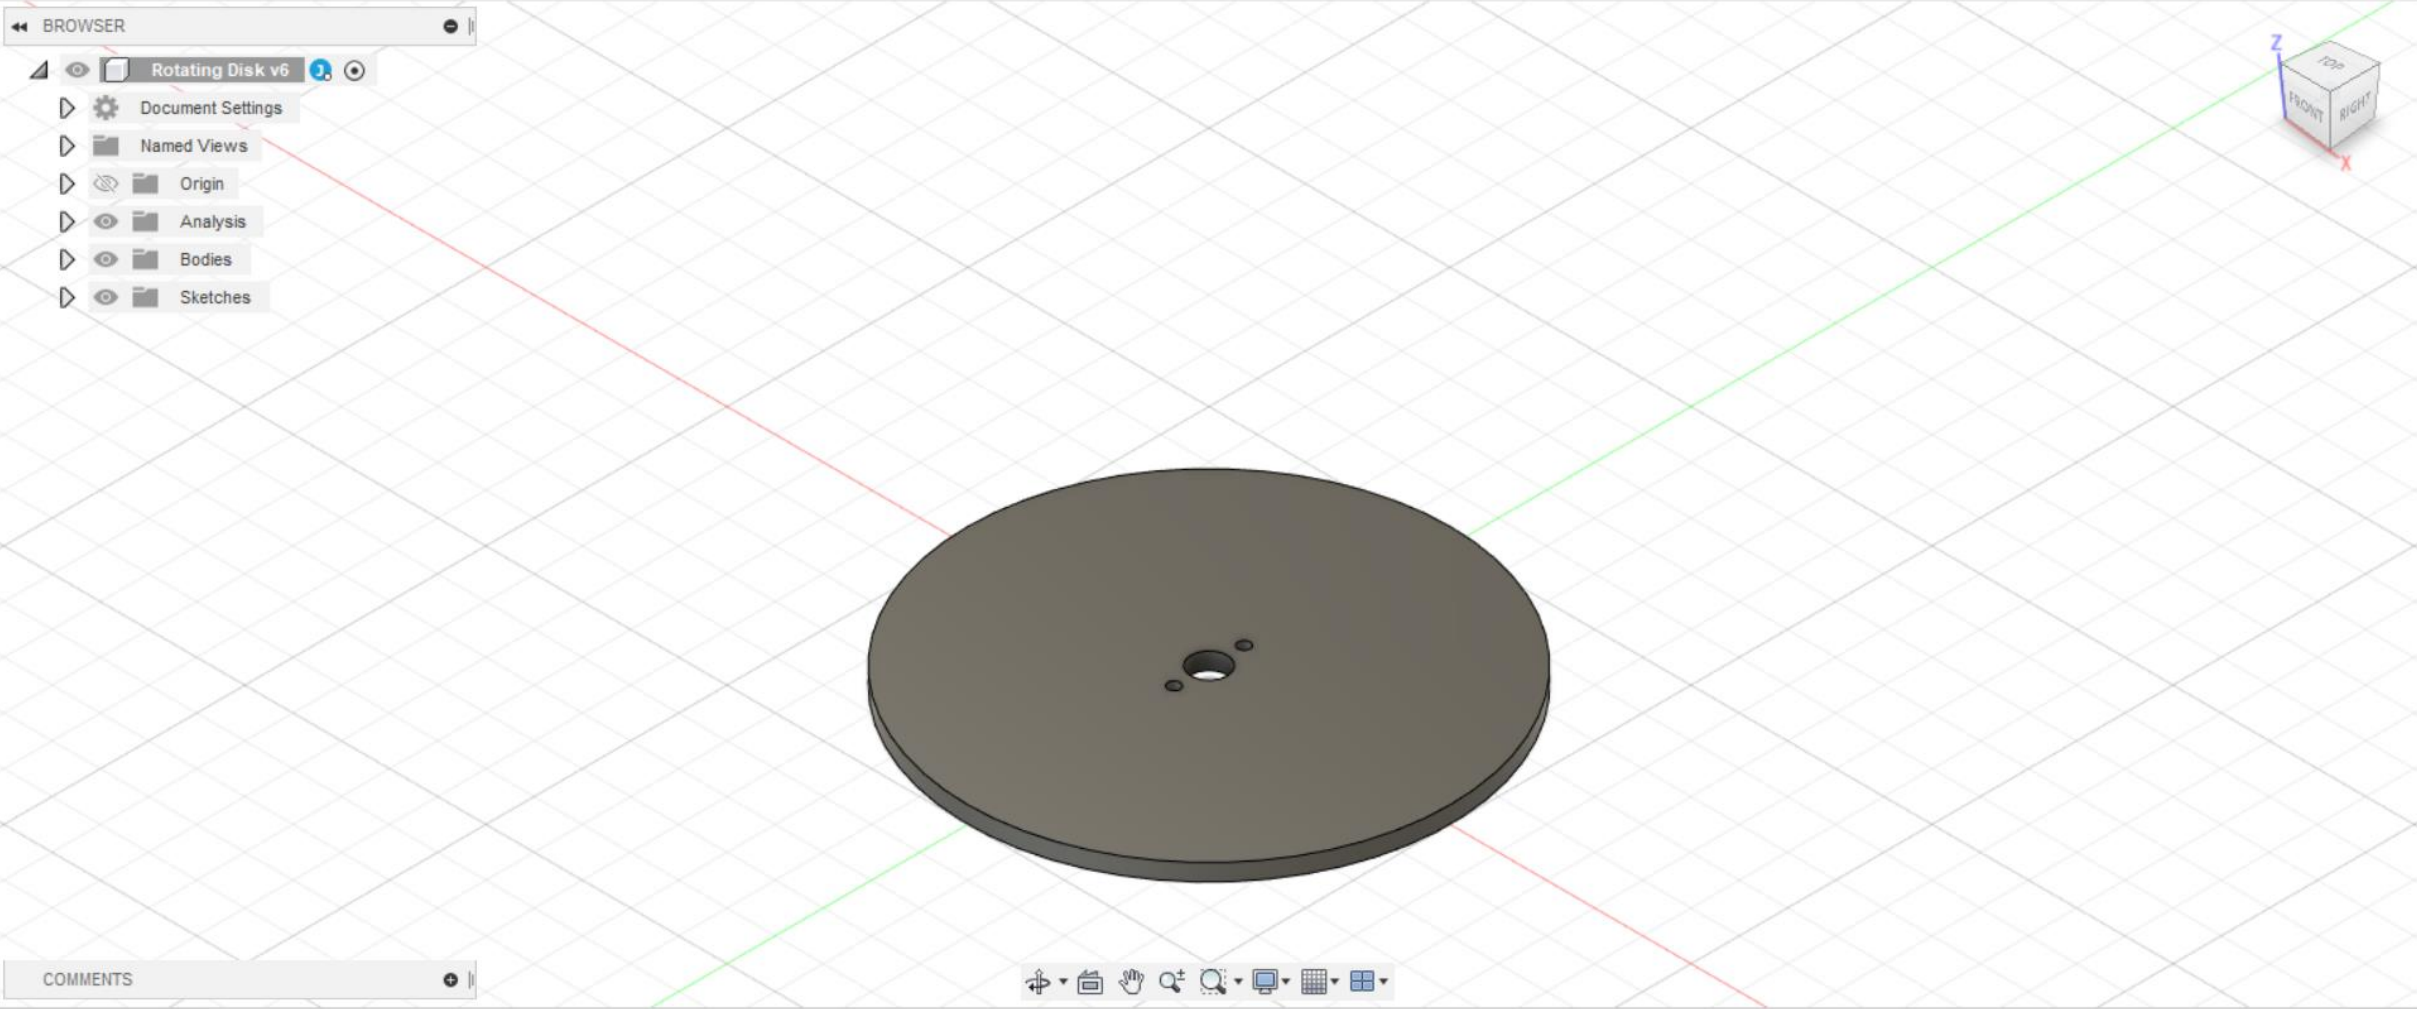 BROWSER
Rotating Disk v6
Document Settings
Named Views
Origin
Analysis
Bodies
Sketches
COMMENTS
Z
TOP
FRONT
RIGHT
X